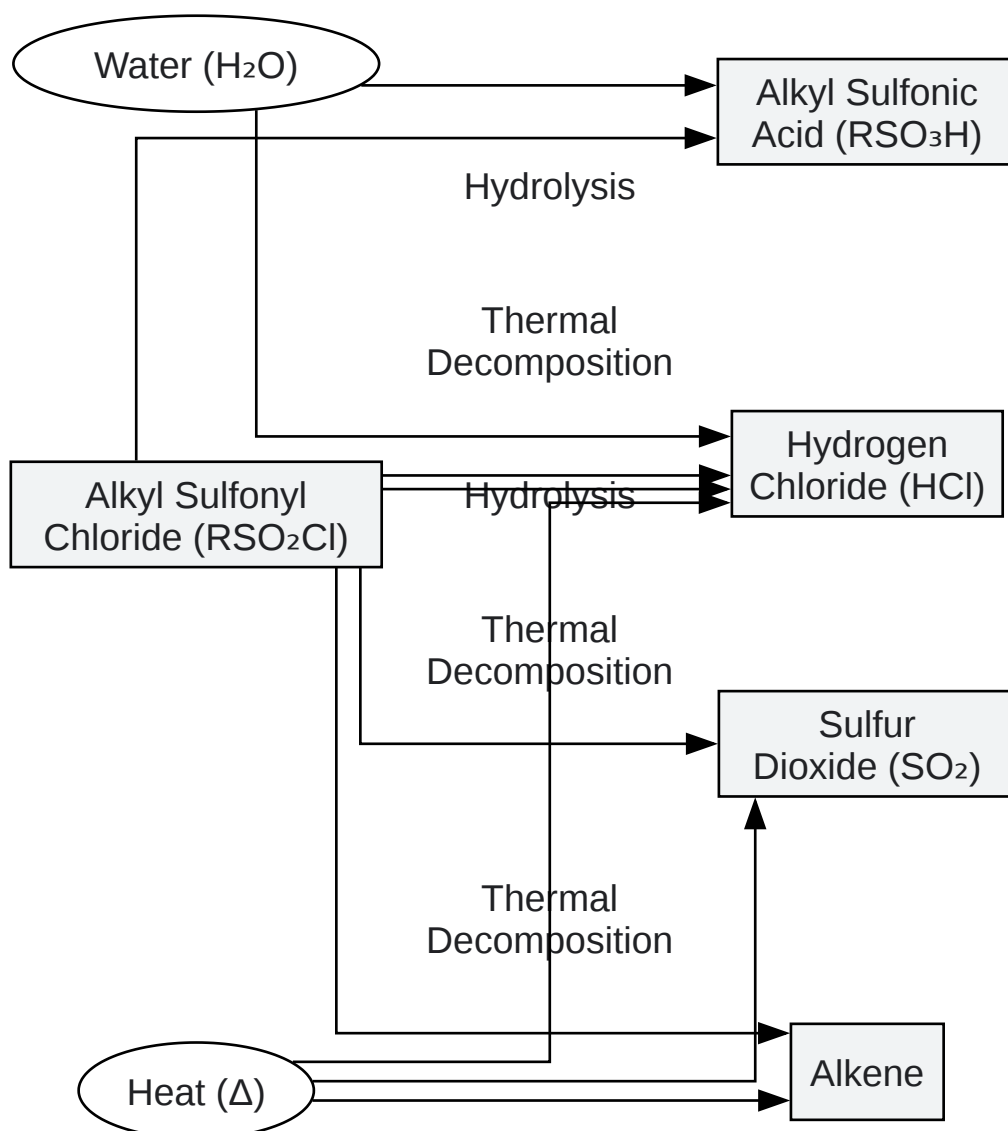 Water (H₂O)
Alkyl Sulfonic
Acid (RSO₃H)
Hydrolysis
Thermal
Decomposition
Hydrogen
Chloride (HCl)
Alkyl Sulfonyl
Chloride (RSO₂Cl)
Hydrolysis
Thermal
Decomposition
Sulfur
Dioxide (SO₂)
Thermal
Decomposition
Alkene
Heat (Δ)